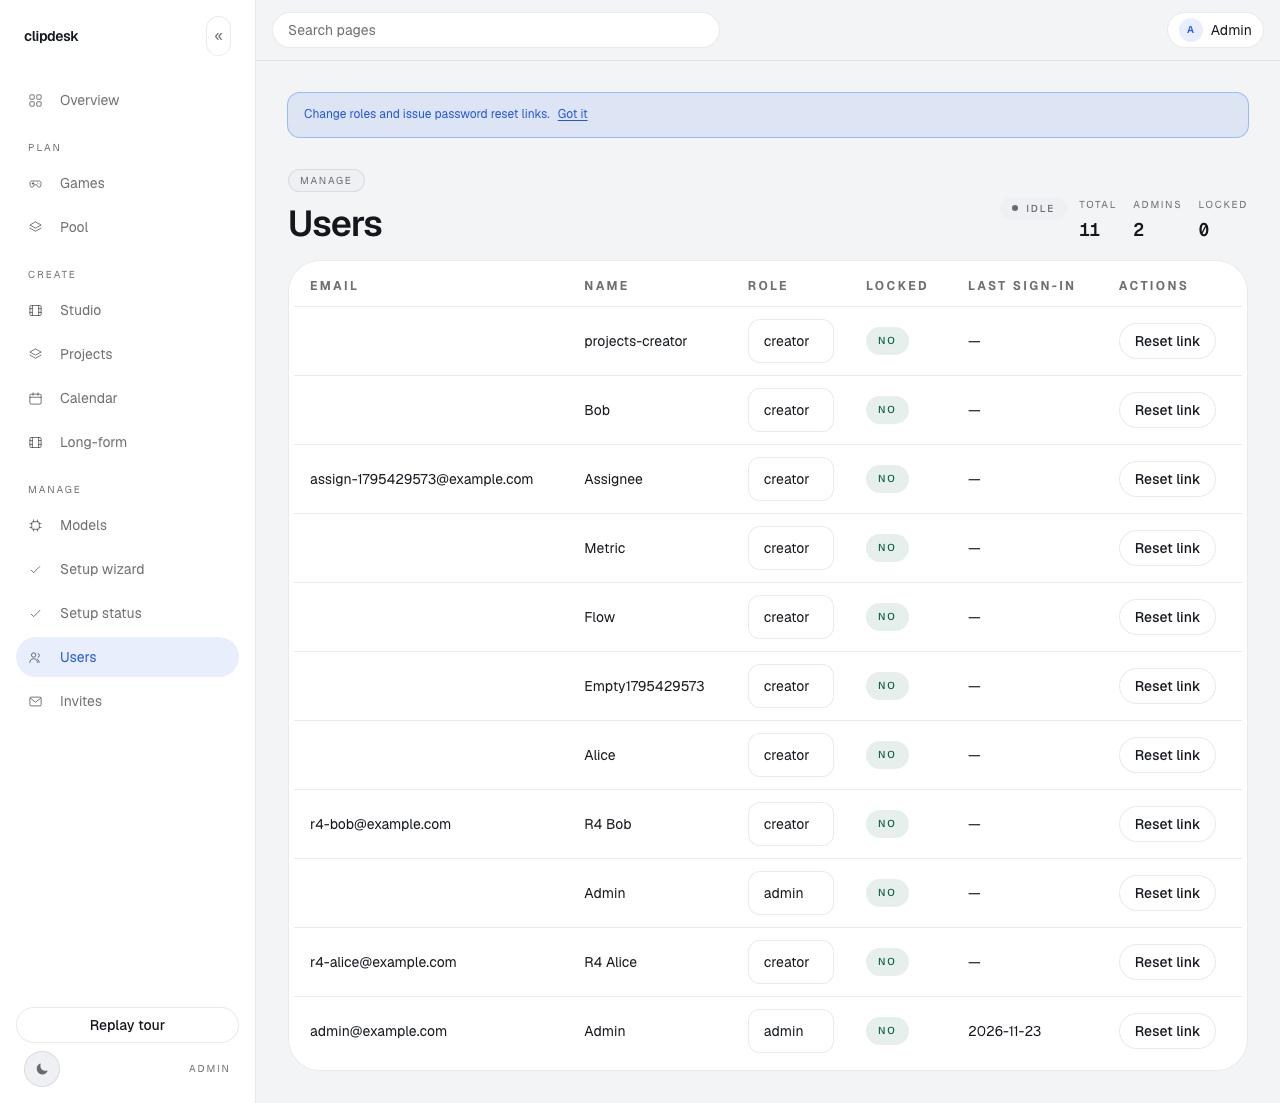 clipdesk
«
Search pages
A Admin
Overview
PLAN
Games
Pool
CREATE
Studio
Projects
Calendar
Long-form
MANAGE
Models
Setup wizard
Setup status
Users
Invites
Replay tour
ADMIN
Change roles and issue password reset links. Got it
MANAGE
Users
IDLE
TOTAL ADMINS LOCKED
11 2 0
EMAIL NAME ROLE LOCKED LAST SIGN-IN ACTIONS
projects-creator creator NO — Reset link
Bob creator NO — Reset link
assign-1795429573@example.com Assignee creator NO — Reset link
Metric creator NO — Reset link
Flow creator NO — Reset link
Empty1795429573 creator NO — Reset link
Alice creator NO — Reset link
r4-bob@example.com R4 Bob creator NO — Reset link
Admin admin NO — Reset link
r4-alice@example.com R4 Alice creator NO — Reset link
admin@example.com Admin admin NO 2026-11-23 Reset link